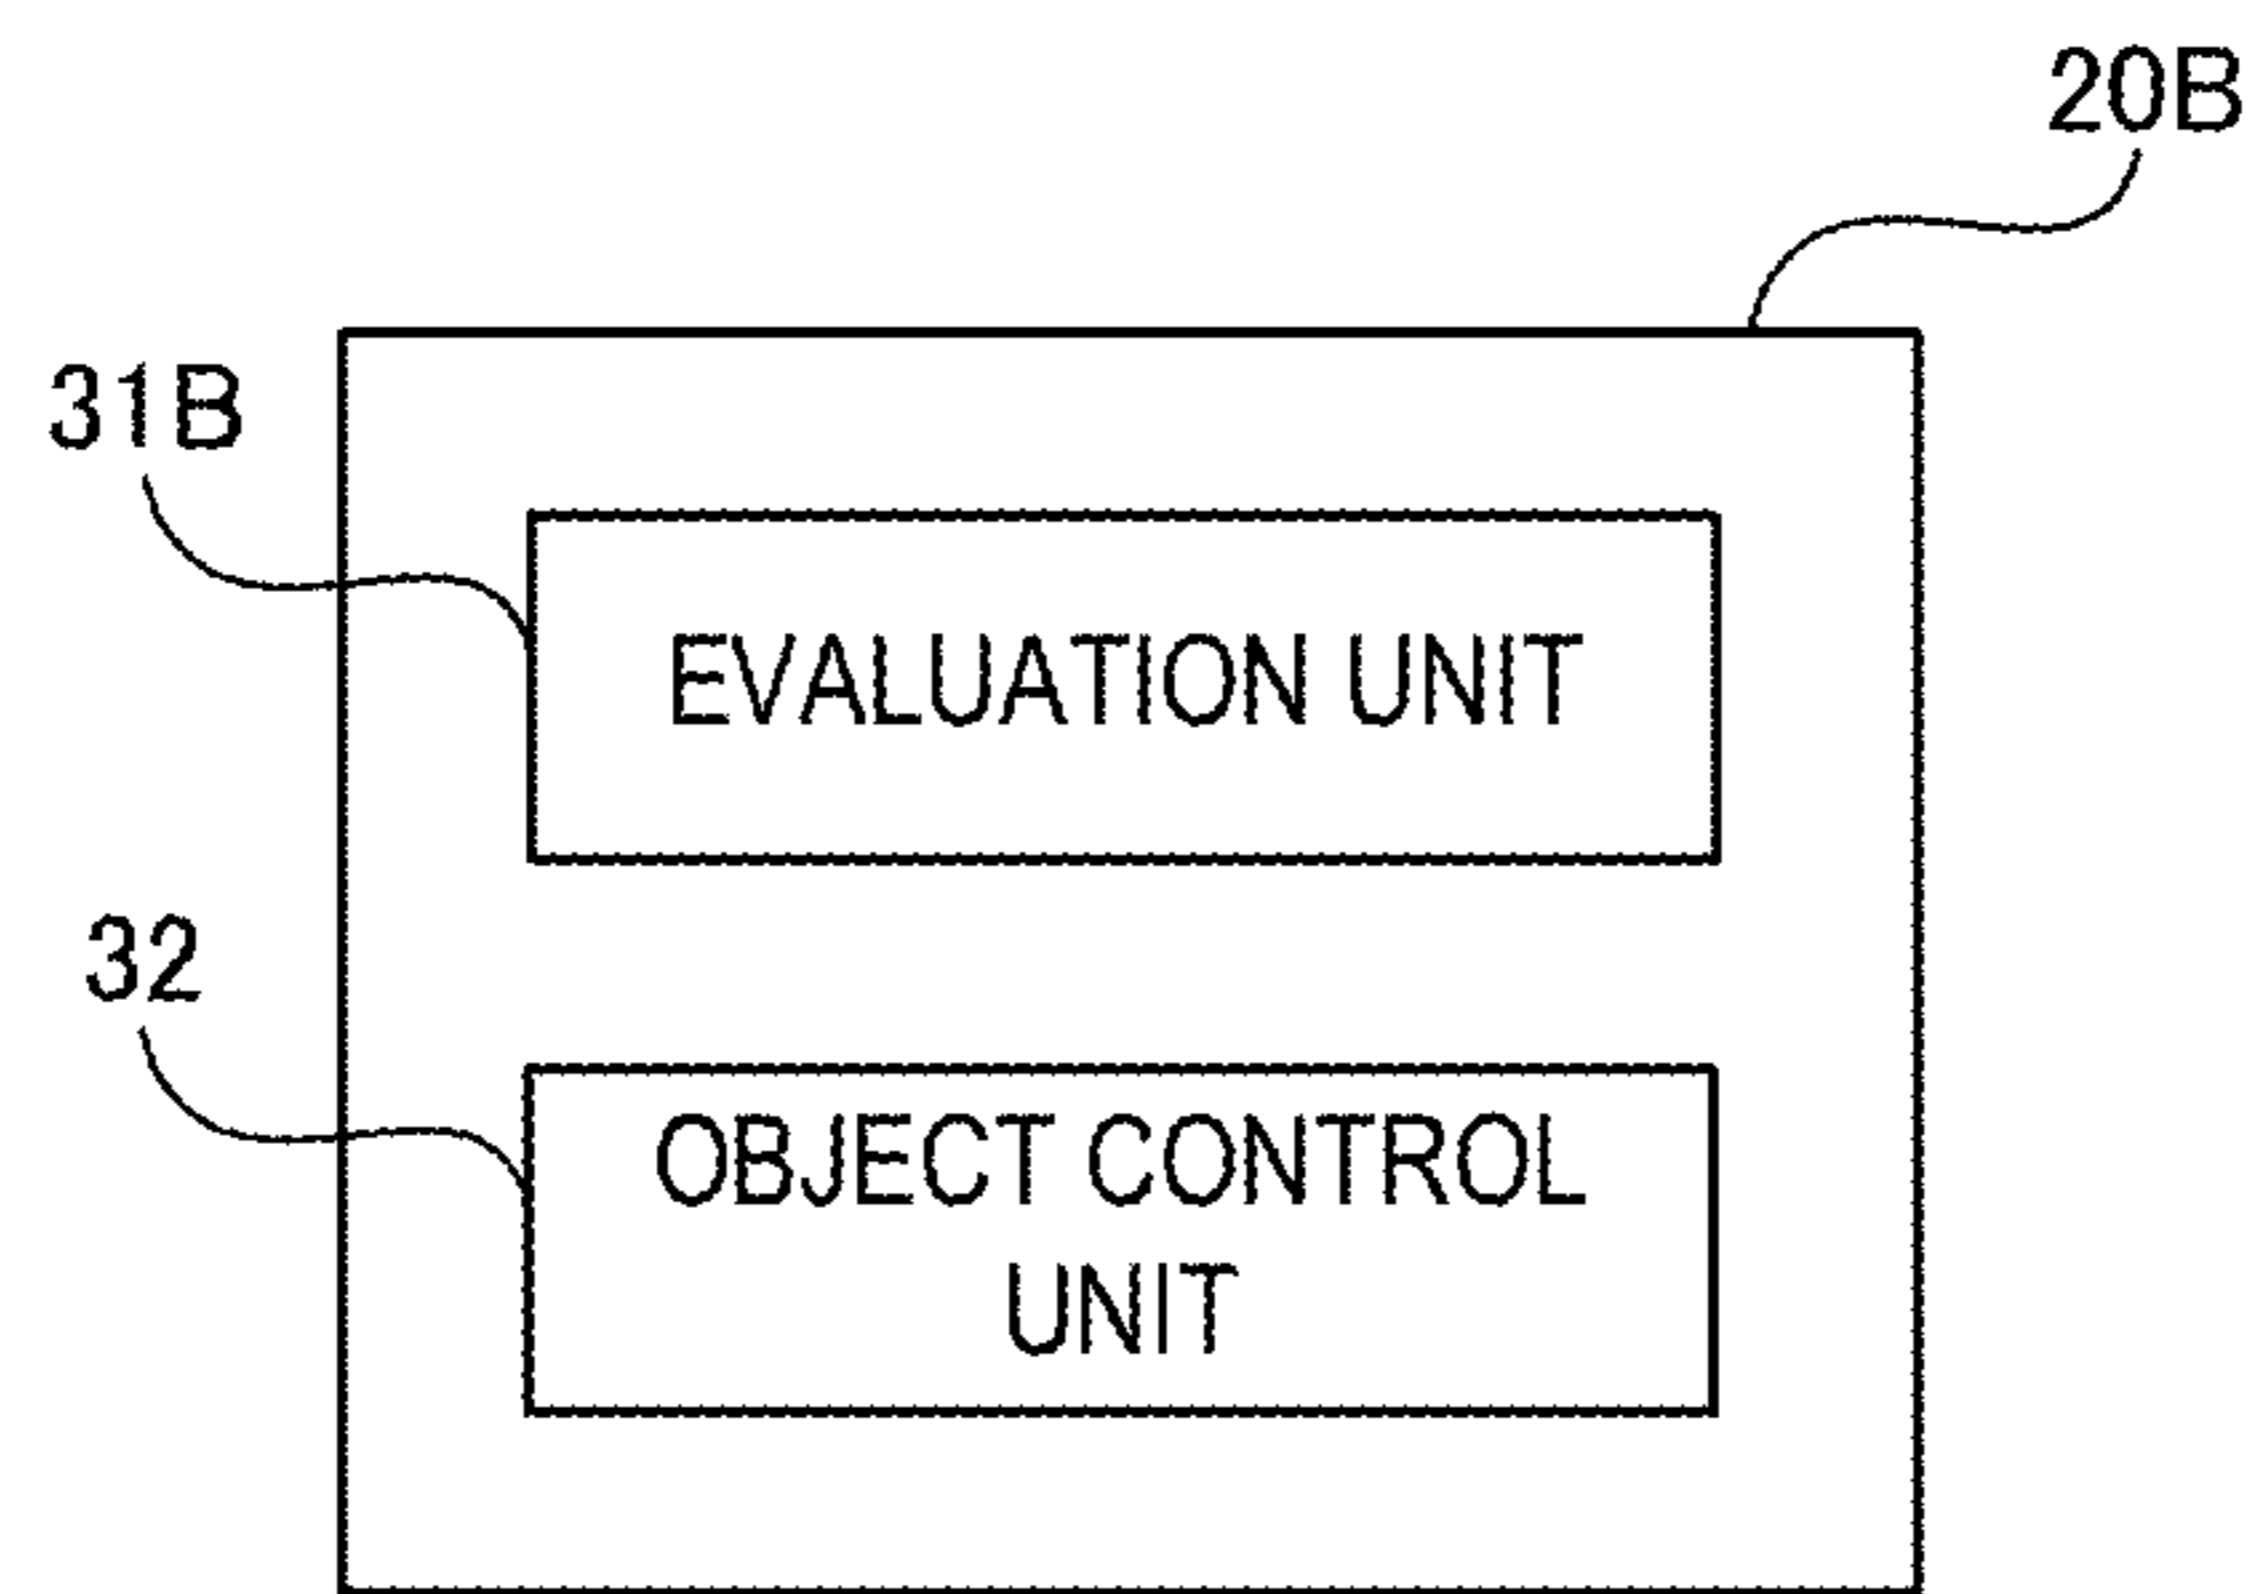 20B
31B
EVALUATION UNIT
32
OBJECT CONTROL
UNIT